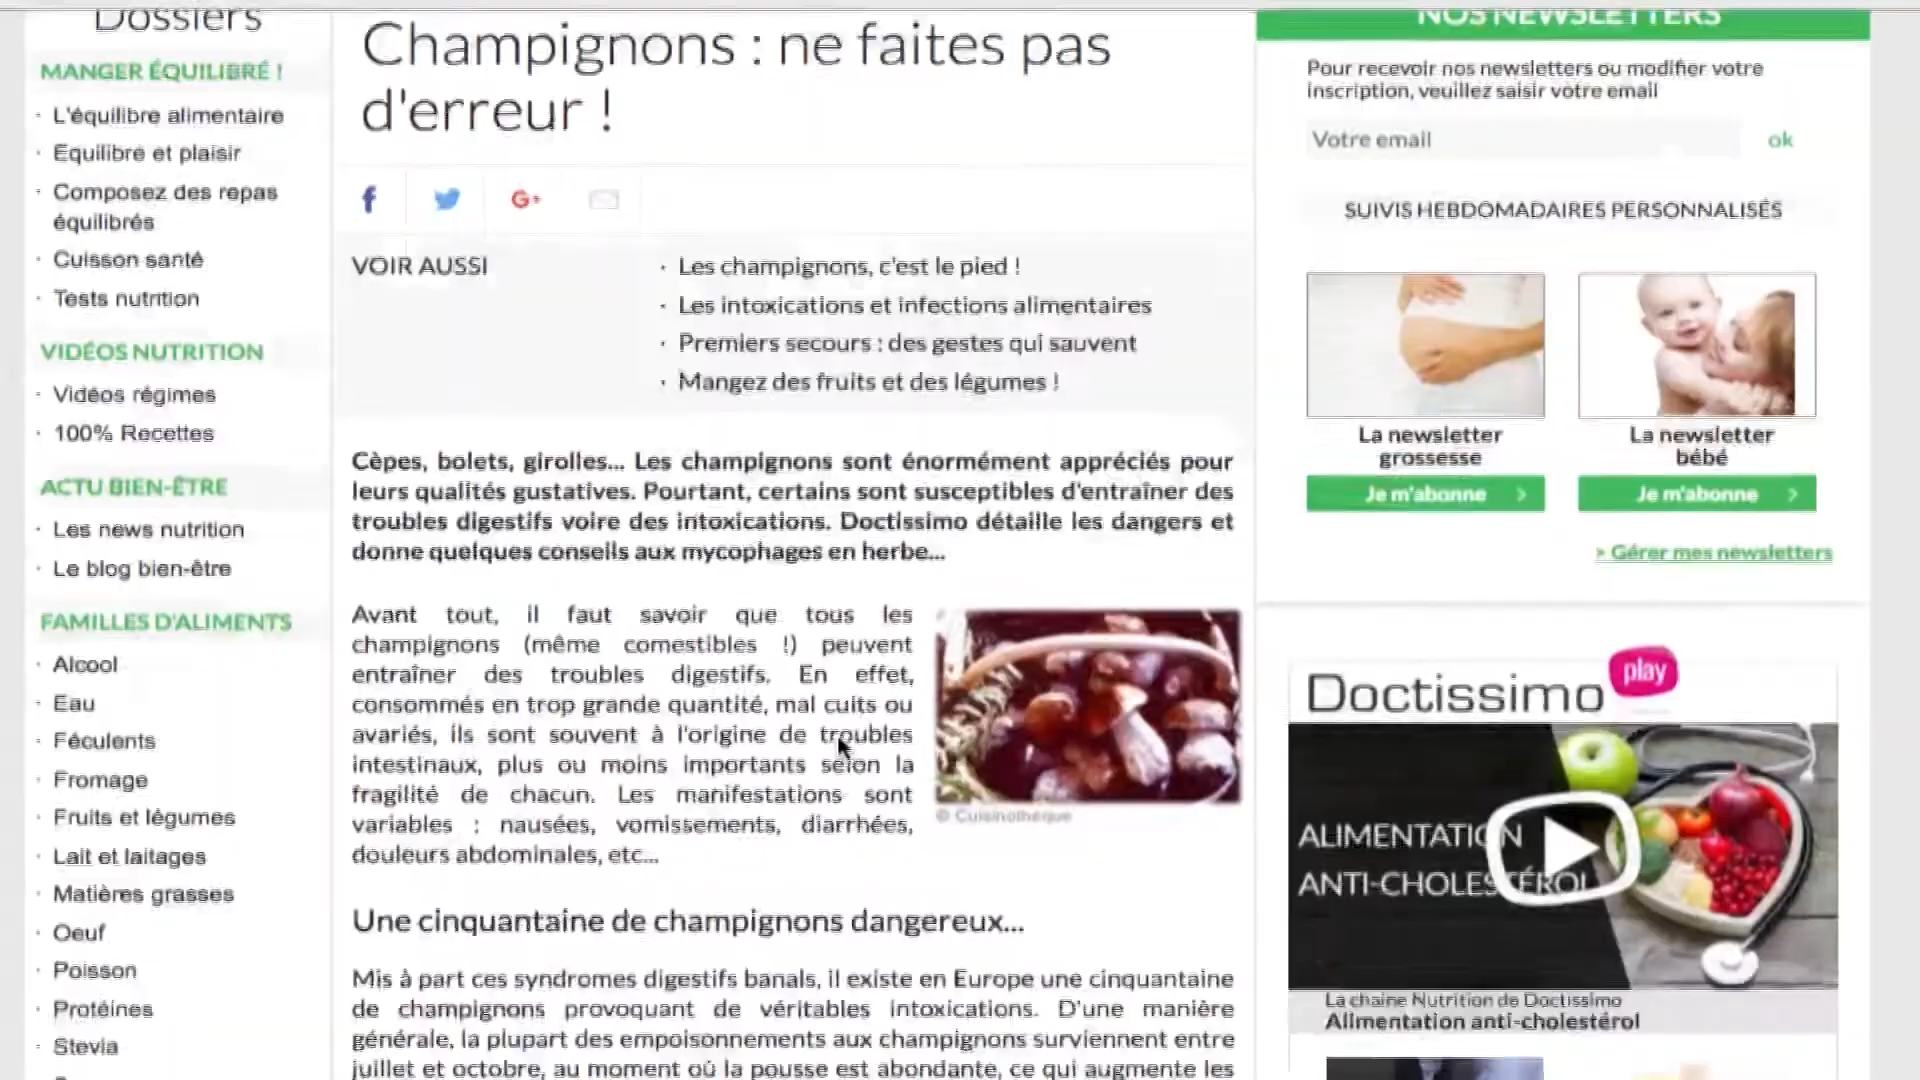 Dossiers
MANGER ÉQUILIBRÉ !
L'équilibre alimentaire
Equilibre et plaisir
Composez des repas
équilibrés
Cuisson santé
Tests nutrition
VIDÉOS NUTRITION
Vidéos régimes
100% Recettes
ACTU BIEN-ÊTRE
Les news nutrition
Le blog bien-être
FAMILLES D'ALIMENTS
Alcool
Eau
Féculents
Fromage
Fruits et légumes
Lait et laitages
Matières grasses
Oeuf
Poisson
Protéines
Stevia
Champignons : ne faites pas
d'erreur !
f
G+
VOIR AUSSI
Les champignons, c'est le pied !
Les intoxications et infections alimentaires
Premiers secours : des gestes qui sauvent
Mangez des fruits et des légumes !
Cèpes, bolets, girolles... Les champignons sont énormément appréciés pour
leurs qualités gustatives. Pourtant, certains sont susceptibles d'entraîner des
troubles digestifs voire des intoxications. Doctissimo détaille les dangers et
donne quelques conseils aux mycophages en herbe...
Avant tout, il faut savoir que tous les
champignons (même comestibles !) peuvent
entraîner des troubles digestifs. En effet,
consommés en trop grande quantité, mal cuits ou
avariés, ils sont souvent à l'origine de troubles
intestinaux, plus ou moins importants selon la
fragilité de chacun. Les manifestations sont
variables : nausées, vomissements, diarrhées,
douleurs abdominales, etc...
© Cuisinothèque
Une cinquantaine de champignons dangereux...
Mis à part ces syndromes digestifs banals, il existe en Europe une cinquantaine
de champignons provoquant de véritables intoxications. D'une manière
générale, la plupart des empoisonnements aux champignons surviennent entre
juillet et octobre, au moment où la pousse est abondante, ce qui augmente les
NOS NEWSLETTERS
Pour recevoir nos newsletters ou modifier votre
inscription, veuillez saisir votre email
Votre email
ok
SUIVIS HEBDOMADAIRES PERSONNALISÉS
La newsletter
grossesse
Je m'abonne >
La newsletter
bébé
Je m'abonne >
> Gérer mes newsletters
Doctissimo play
ALIMENTATION
ANTI-CHOLESTÉROL
La chaine Nutrition de Doctissimo
Alimentation anti-cholestérol